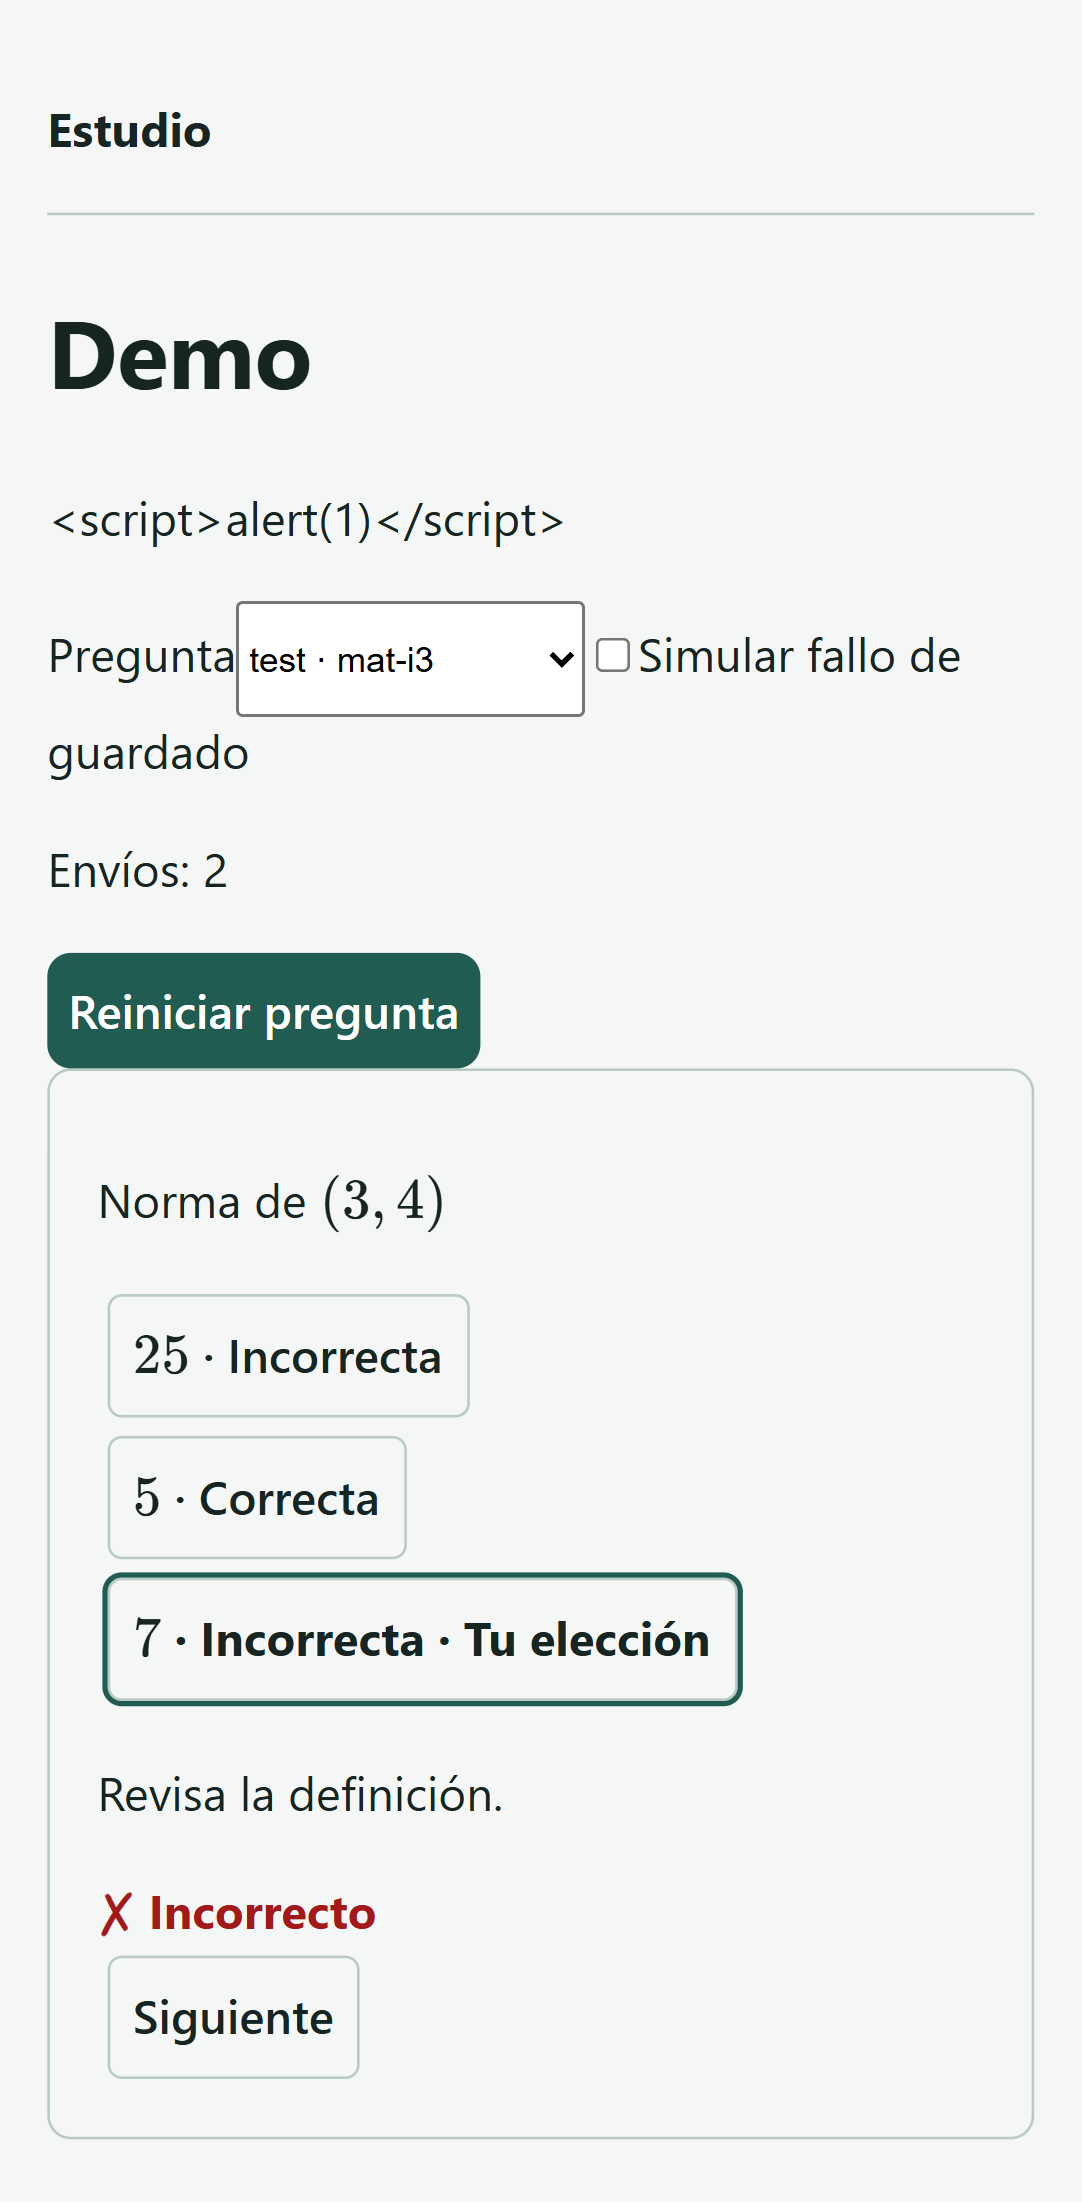 Estudio
Demo
<script>alert(1)</script>
Pregunta test · mat-i3 Simular fallo de
guardado
Envíos: 2
Reiniciar pregunta
Norma de (3, 4)
25 · Incorrecta
5 · Correcta
7 · Incorrecta · Tu elección
Revisa la definición.
✗ Incorrecto
Siguiente